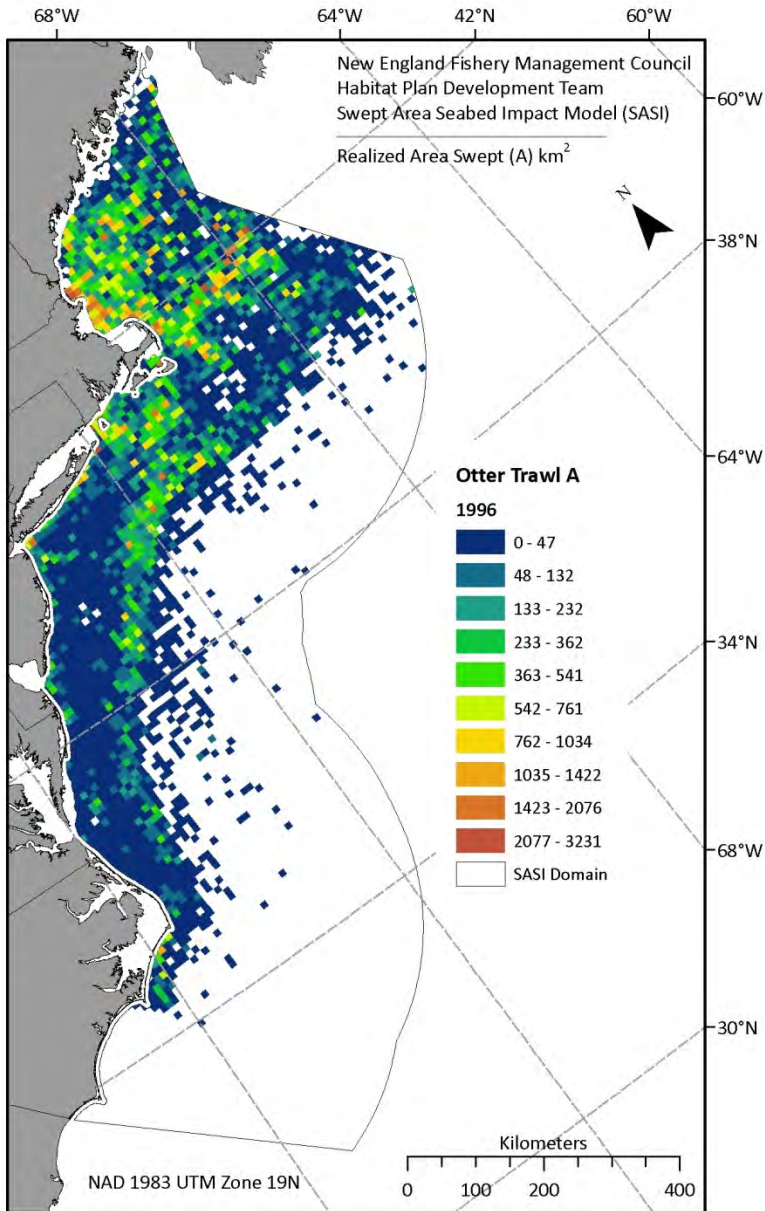 68°W 64°W 42°N 60°W
New England Fishery Management Council
Habitat Plan Development Team
Swept Area Seabed Impact Model (SASI)
Realized Area Swept (A) km²
N
60°W
38°N
64°W
34°N
68°W
30°N
Otter Trawl A
1996
0 - 47
48 - 132
133 - 232
233 - 362
363 - 541
542 - 761
762 - 1034
1035 - 1422
1423 - 2076
2077 - 3231
SASI Domain
Kilometers
0 100 200 400
NAD 1983 UTM Zone 19N